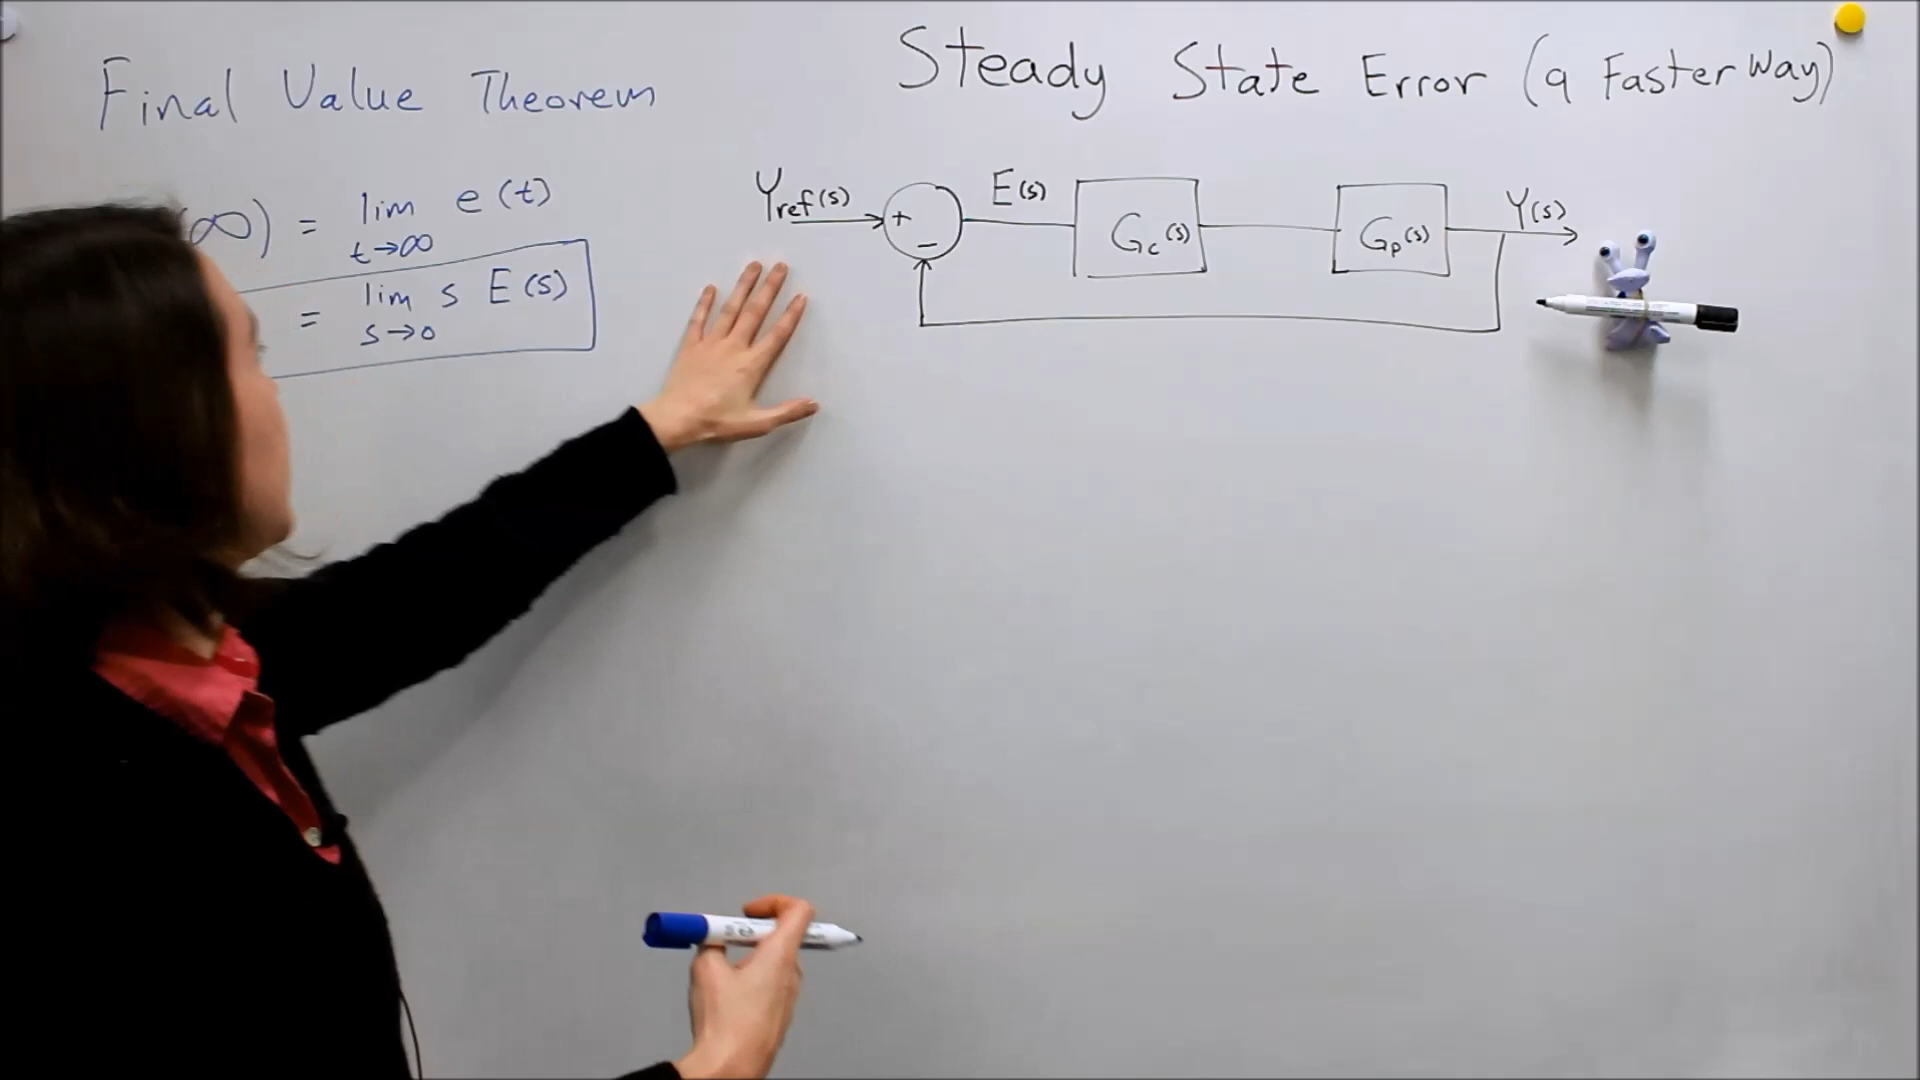 Final Value Theorem
(∞) = lim e(t)
t→∞
= lim s E(s)
s→0
Steady State Error (a Faster Way)
Yref(s)
+
−
E(s)
Gc(s)
Gp(s)
Y(s)